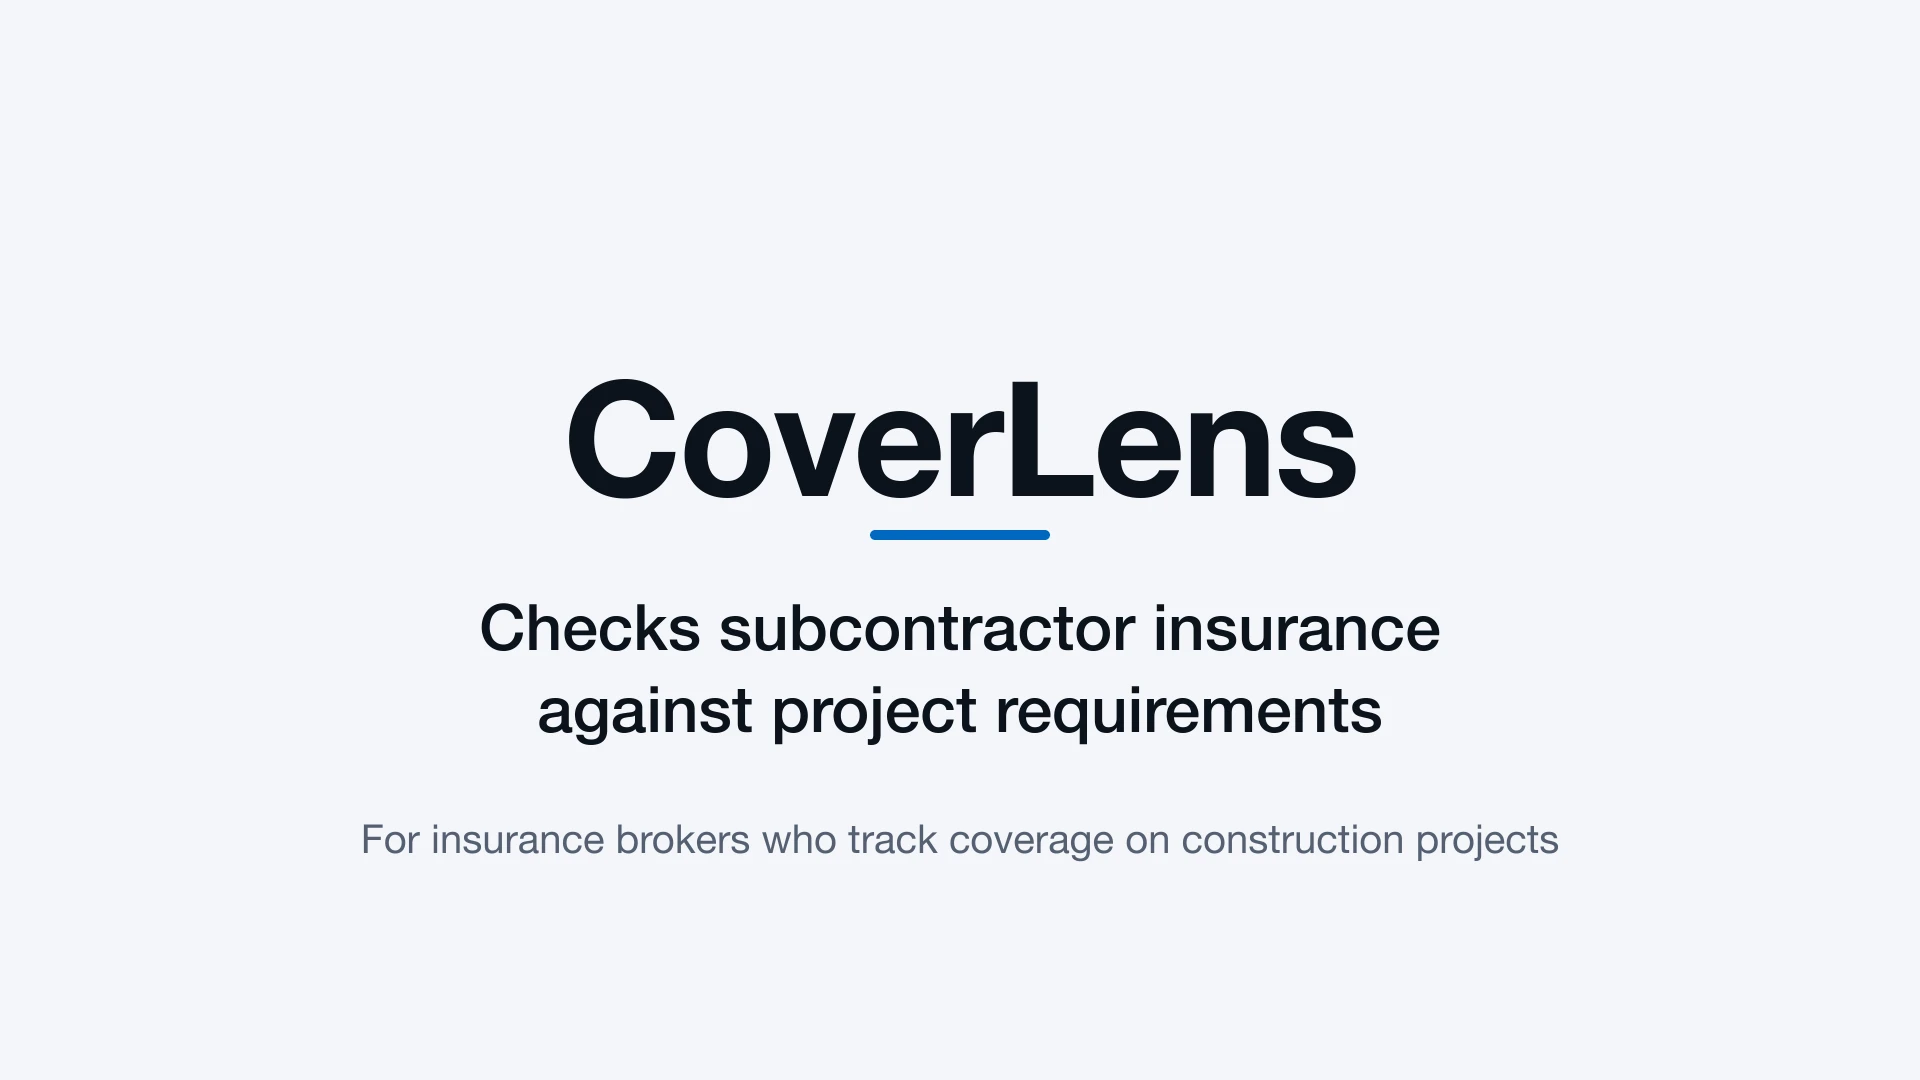 CoverLens
Checks subcontractor insurance
against project requirements
For insurance brokers who track coverage on construction projects